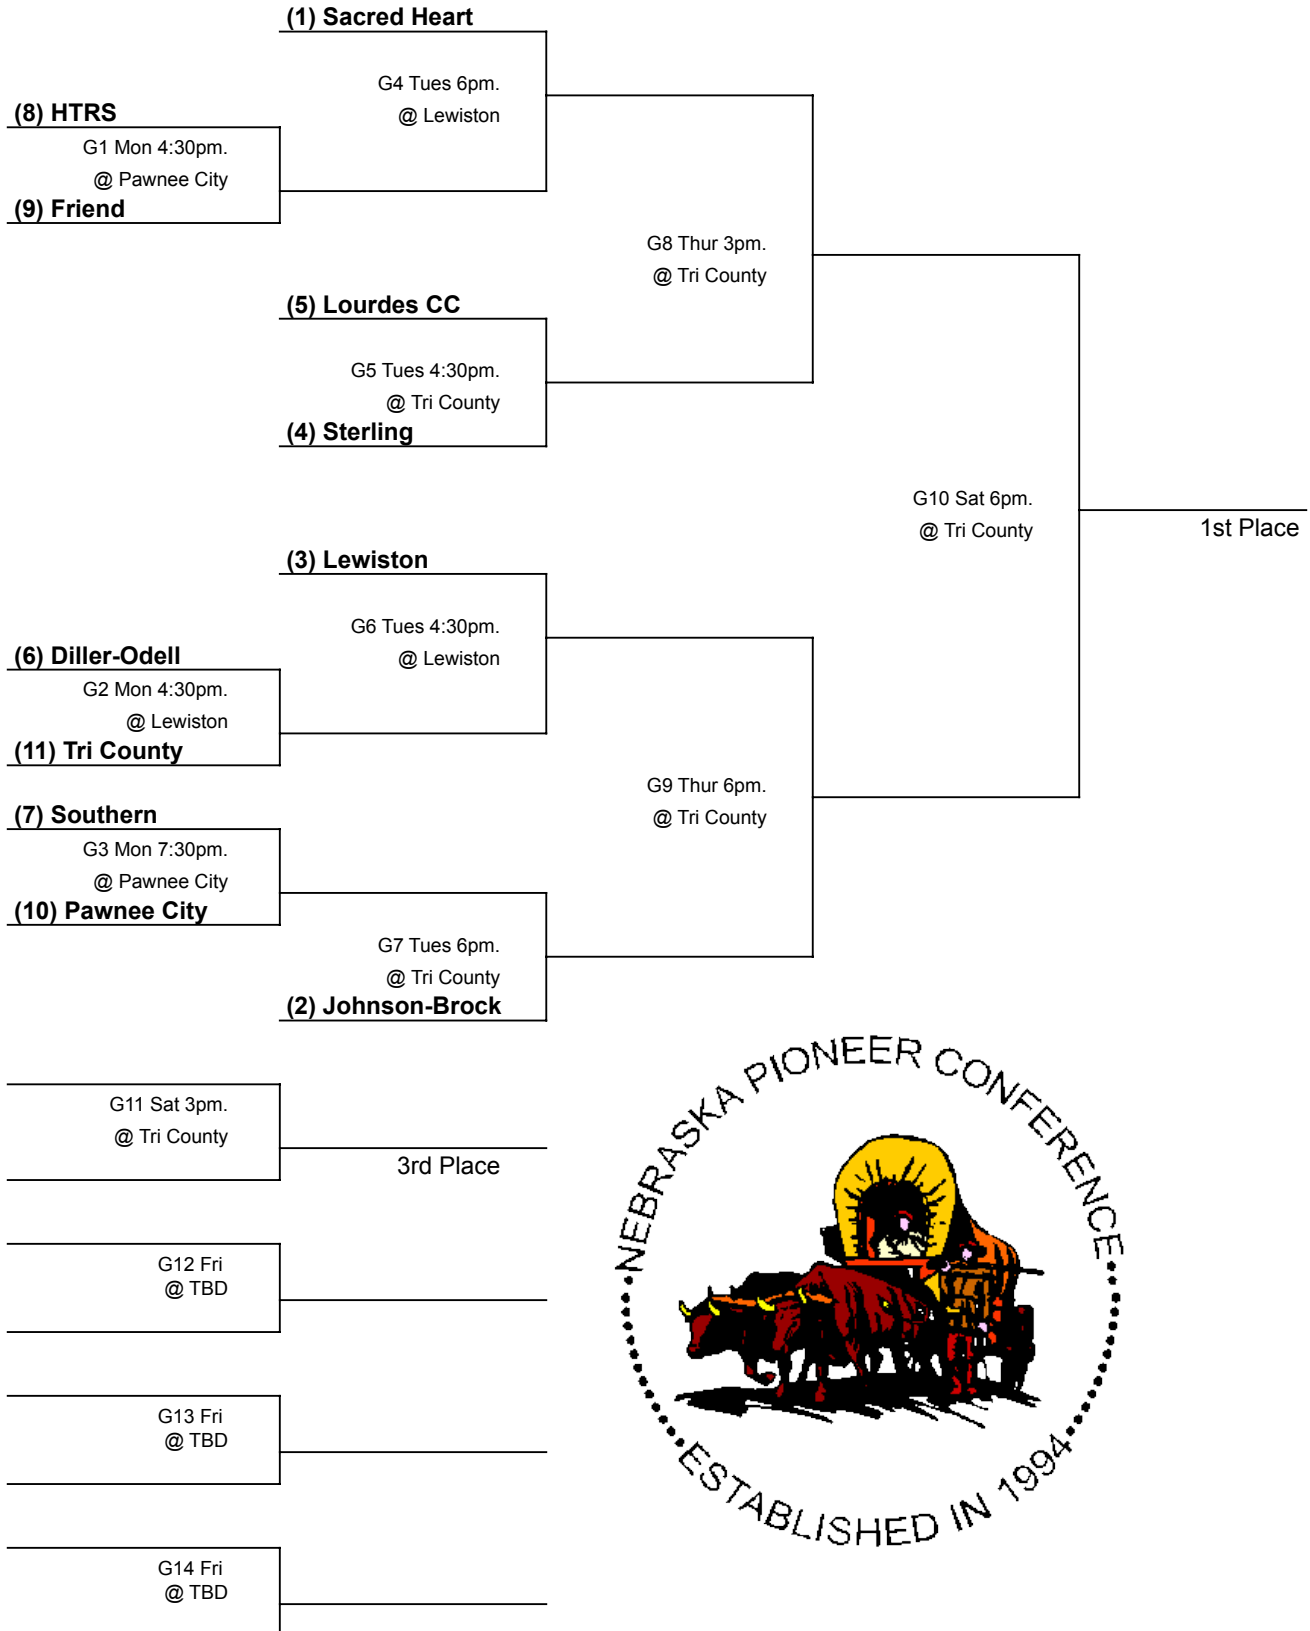 (1) Sacred Heart
G4 Tues 6pm.
@ Lewiston
(8) HTRS
G1 Mon 4:30pm.
@ Pawnee City
(9) Friend
G8 Thur 3pm.
@ Tri County
(5) Lourdes CC
G5 Tues 4:30pm.
@ Tri County
(4) Sterling
G10 Sat 6pm.
@ Tri County
1st Place
(3) Lewiston
G6 Tues 4:30pm.
@ Lewiston
(6) Diller-Odell
G2 Mon 4:30pm.
@ Lewiston
(11) Tri County
G9 Thur 6pm.
@ Tri County
(7) Southern
G3 Mon 7:30pm.
@ Pawnee City
(10) Pawnee City
G7 Tues 6pm.
@ Tri County
(2) Johnson-Brock
G11 Sat 3pm.
@ Tri County
3rd Place
G12 Fri
@ TBD
G13 Fri
@ TBD
G14 Fri
@ TBD
NEBRASKA PIONEER CONFERENCE
ESTABLISHED IN 1994